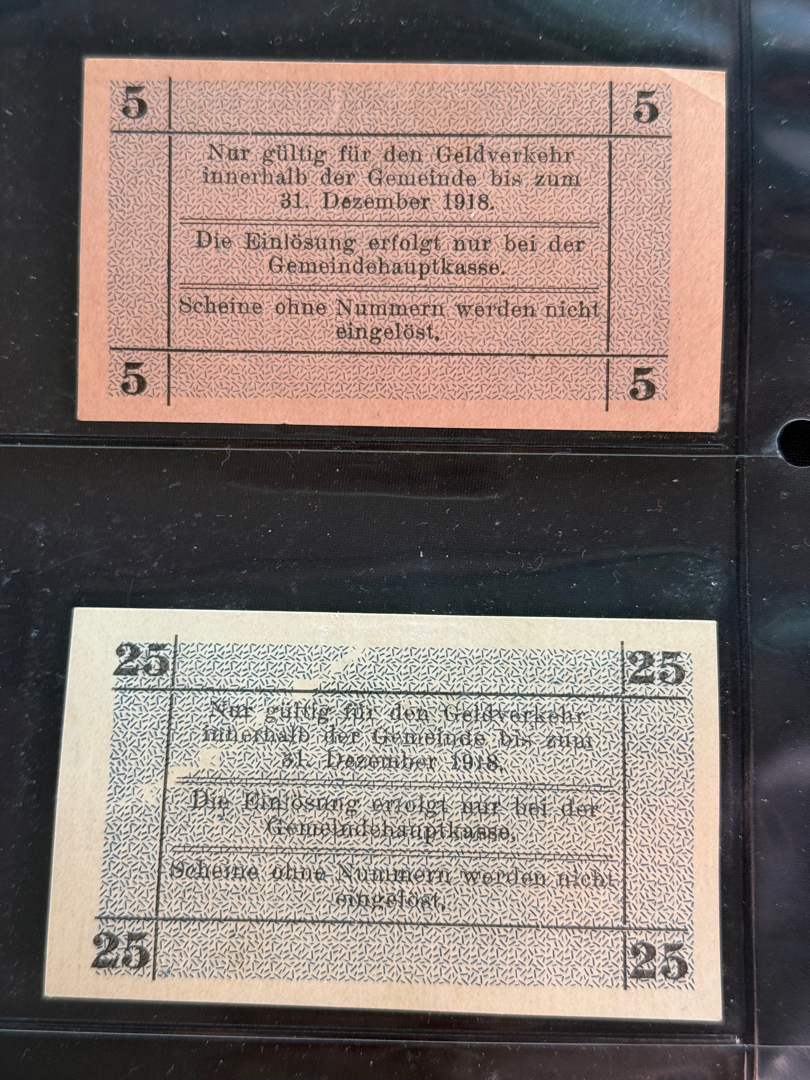 5 5
Nur gültig für den Geldverkehr
innerhalb der Gemeinde bis zum
31. Dezember 1918.
Die Einlösung erfolgt nur bei der
Gemeindehauptkasse.
Scheine ohne Nummern werden nicht
eingelöst.
5 5
25 25
Nur gültig für den Geldverkehr
innerhalb der Gemeinde bis zum
31. Dezember 1918.
Die Einlösung erfolgt nur bei der
Gemeindehauptkasse.
Scheine ohne Nummern werden nicht
eingelöst.
25 25